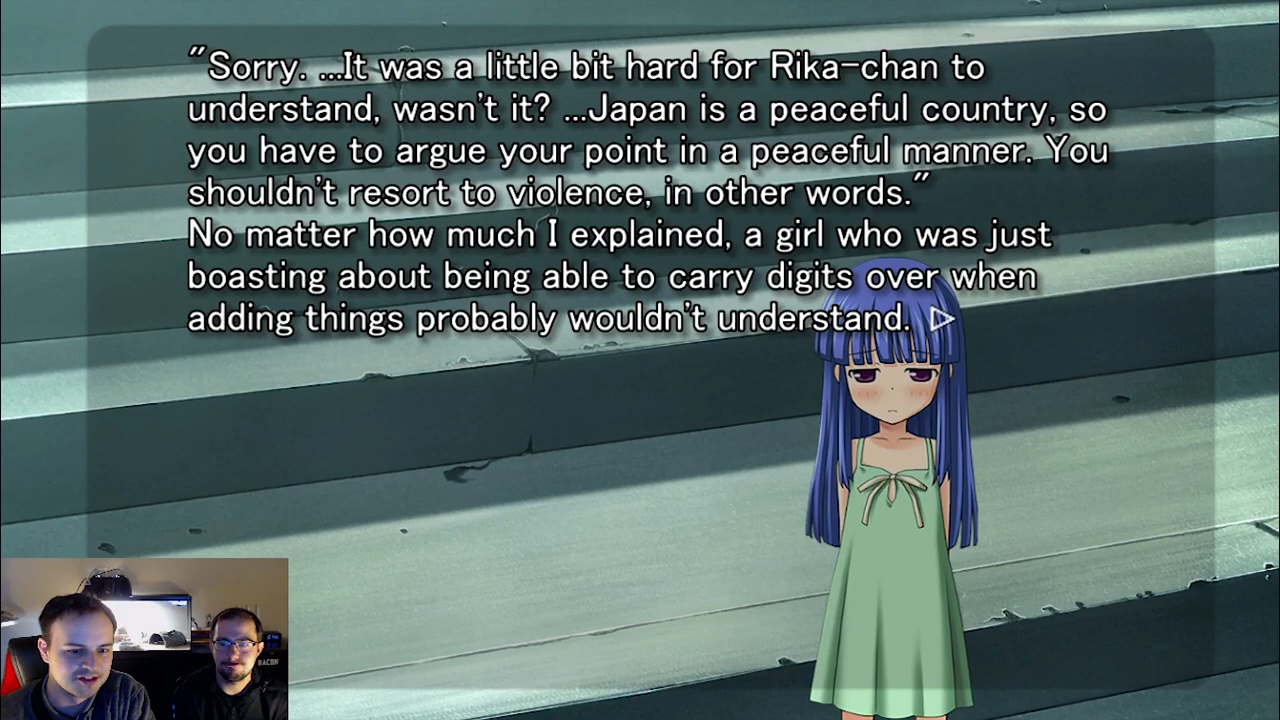 "Sorry. ...It was a little bit hard for Rika-chan to
understand, wasn't it? ...Japan is a peaceful country, so
you have to argue your point in a peaceful manner. You
shouldn't resort to violence, in other words."
No matter how much I explained, a girl who was just
boasting about being able to carry digits over when
adding things probably wouldn't understand.
BACON